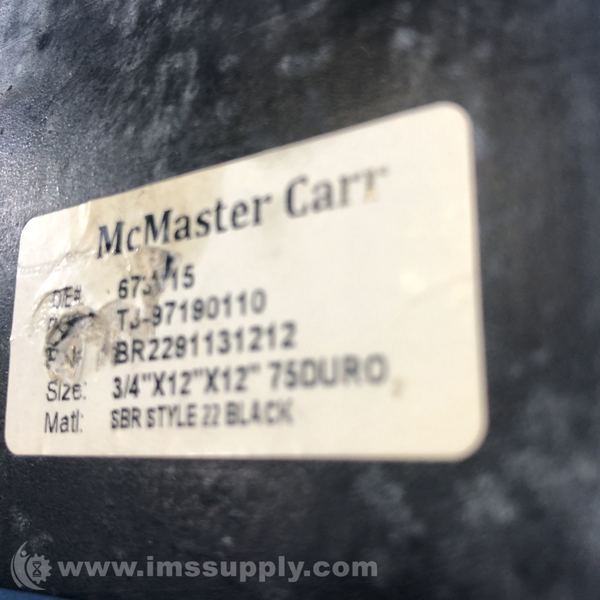 McMaster Carr
TJ-97190110
BR2291131212
Size: 3/4"X12"X12" 75DURO
Matl: SBR STYLE 22 BLACK
www.imssupply.com